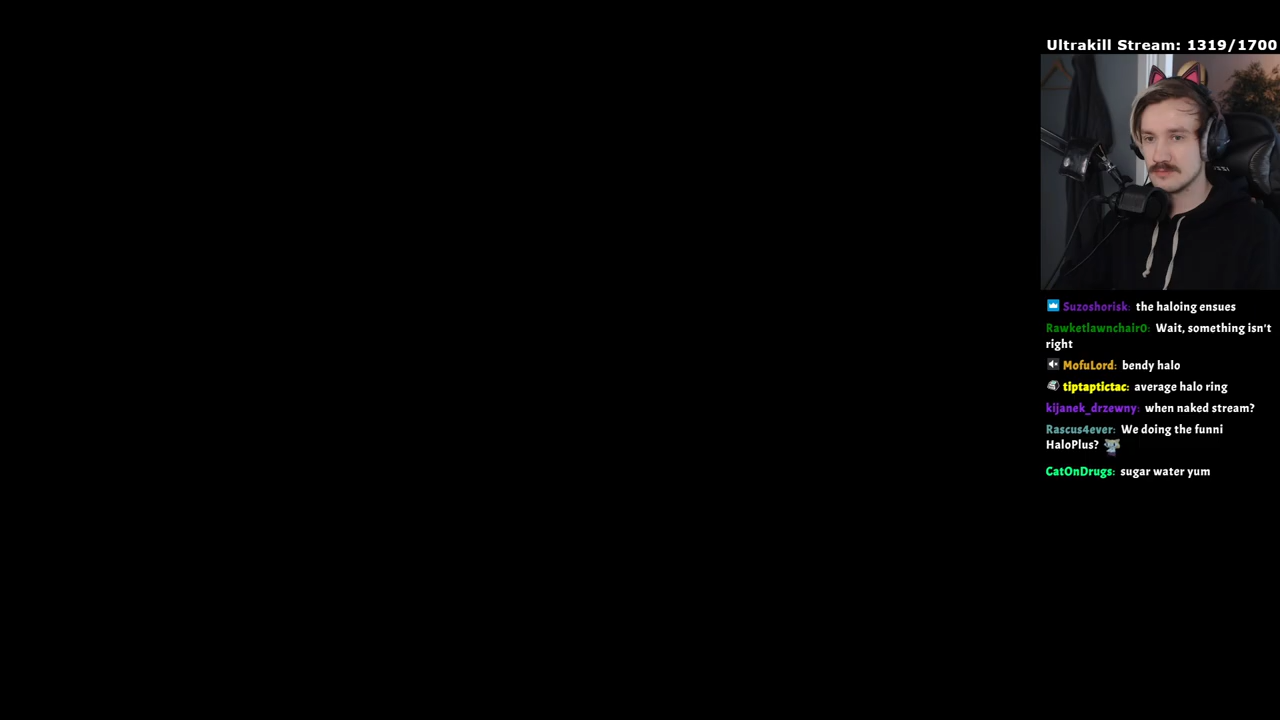 Ultrakill Stream: 1319/1700
Suzoshorisk: the haloing ensues
Rawketlawnchair0: Wait, something isn't
right
MofuLord: bendy halo
tiptaptictac: average halo ring
kijanek_drzewny: when naked stream?
Rascus4ever: We doing the funni
HaloPlus?
CatOnDrugs: sugar water yum